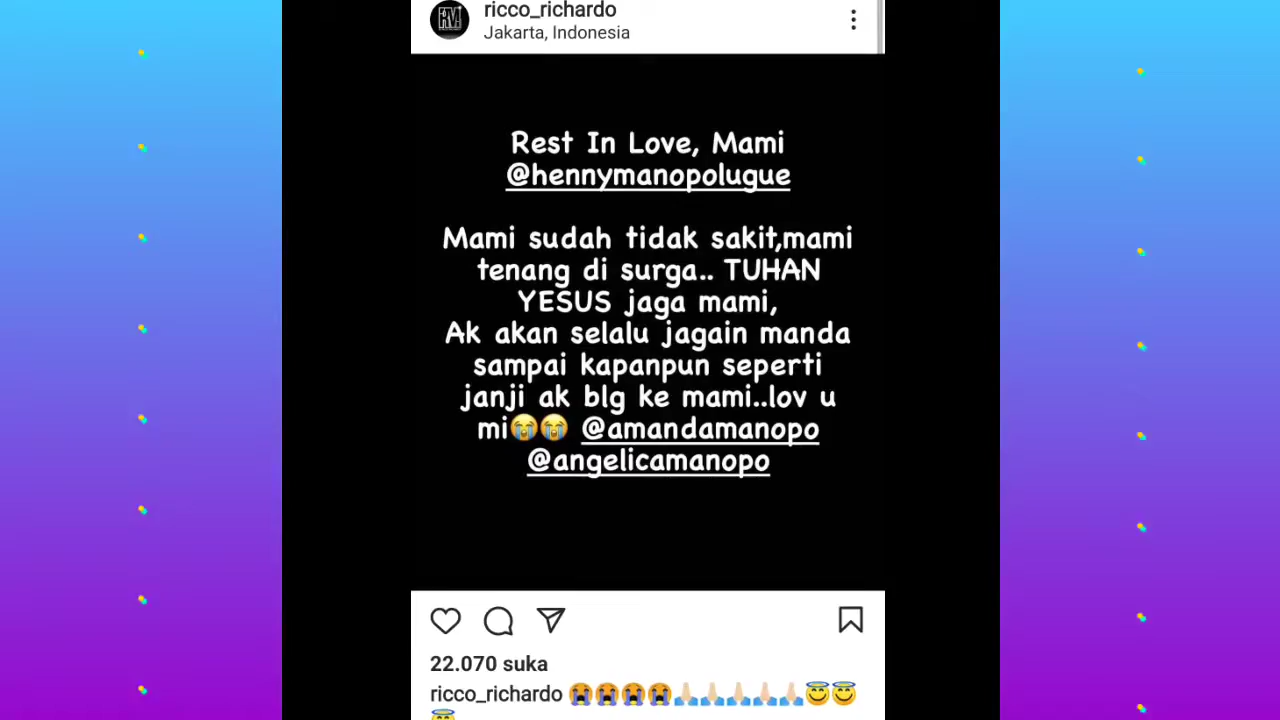 ricco_richardo
Jakarta, Indonesia
Rest In Love, Mami
@hennymanopolugue
Mami sudah tidak sakit,mami
tenang di surga.. TUHAN
YESUS jaga mami,
Ak akan selalu jagain manda
sampai kapanpun seperti
janji ak blg ke mami..lov u
mi😭😭 @amandamanopo
@angelicamanopo
22.070 suka
ricco_richardo 😭😭😭😭🙏🏻🙏🏻🙏🏻🙏🏻🙏🏻😇😇
😇